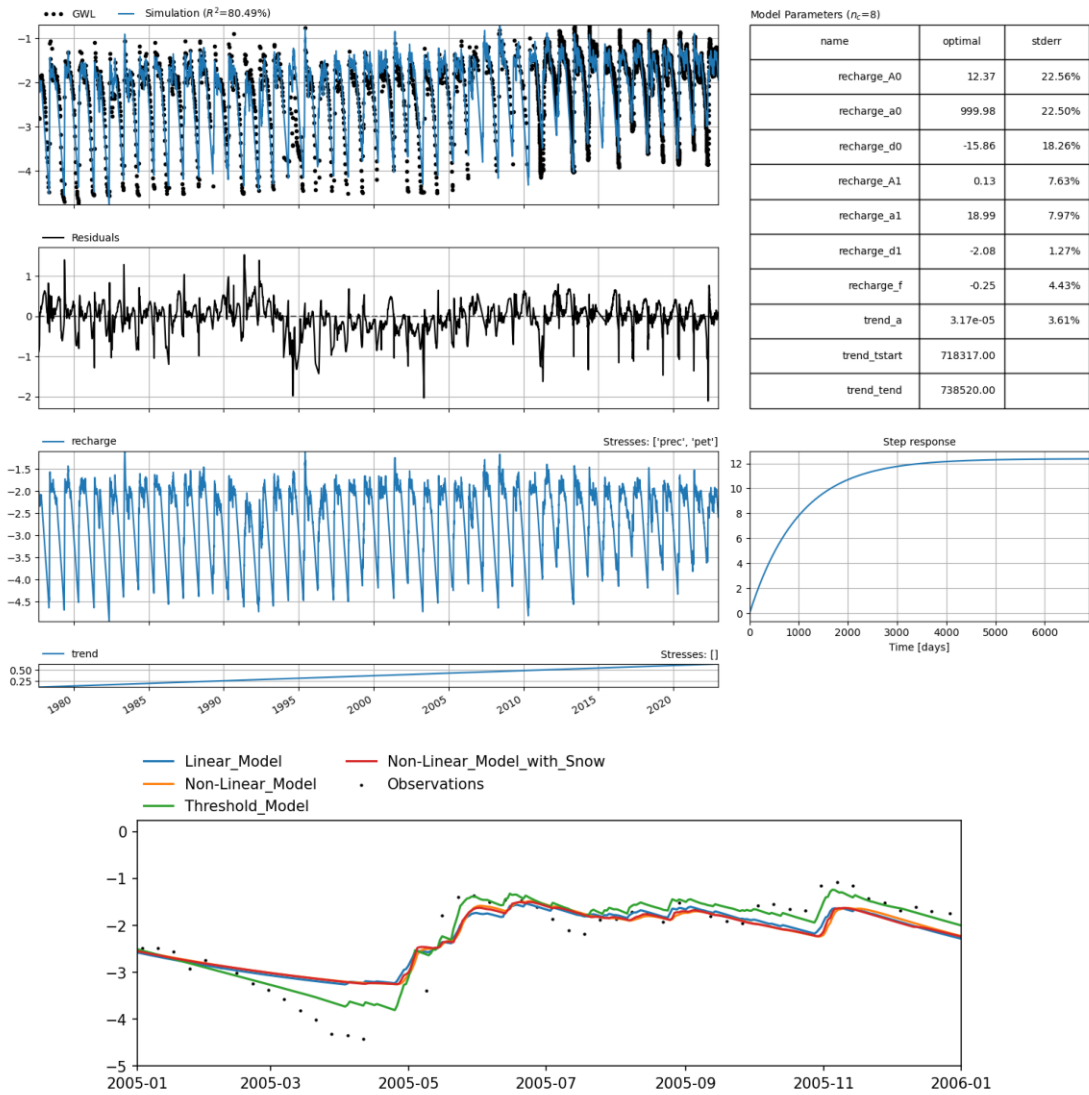 GWL Simulation (R²=80.49%)
−1
−2
−3
−4
Residuals
1
0
−1
−2
recharge Stresses: ['prec', 'pet']
−1.5
−2.0
−2.5
−3.0
−3.5
−4.0
−4.5
trend Stresses: []
0.50
0.25
1980 1985 1990 1995 2000 2005 2010 2015 2020
Model Parameters (n_c=8)
name optimal stderr
recharge_A0 12.37 22.56%
recharge_a0 999.98 22.50%
recharge_d0 -15.86 18.26%
recharge_A1 0.13 7.63%
recharge_a1 18.99 7.97%
recharge_d1 -2.08 1.27%
recharge_f -0.25 4.43%
trend_a 3.17e-05 3.61%
trend_tstart 718317.00
trend_tend 738520.00
Step response
12
10
8
6
4
2
0
0 1000 2000 3000 4000 5000 6000
Time [days]
Linear_Model Non-Linear_Model_with_Snow
Non-Linear_Model Observations
Threshold_Model
0
−1
−2
−3
−4
−5
2005-01 2005-03 2005-05 2005-07 2005-09 2005-11 2006-01